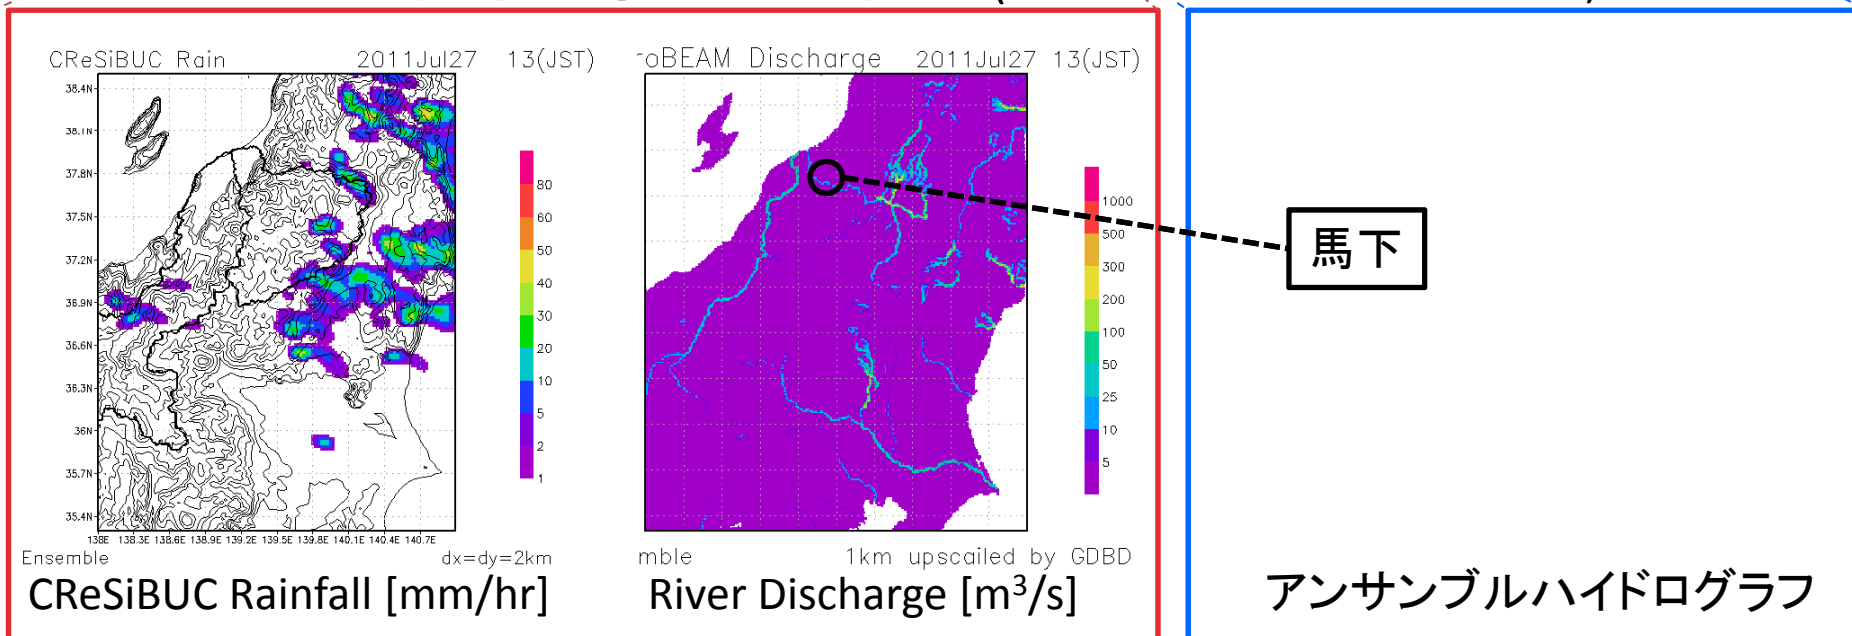 CReSiBUC Rain 2011Jul27 13(JST)
38.4N
38.1N
37.8N
37.5N
37.2N
36.9N
36.6N
36.3N
36N
35.7N
35.4N
138E 138.3E 138.6E 138.9E 139.2E 139.5E 139.8E 140.1E 140.4E 140.7E
80
60
50
40
30
20
10
5
2
1
Ensemble dx=dy=2km
CReSiBUC Rainfall [mm/hr]
oBEAM Discharge 2011Jul27 13(JST)
1000
500
300
200
100
50
25
10
5
mble 1km upscailed by GDBD
River Discharge [m³/s]
馬下
アンサンブルハイドログラフ